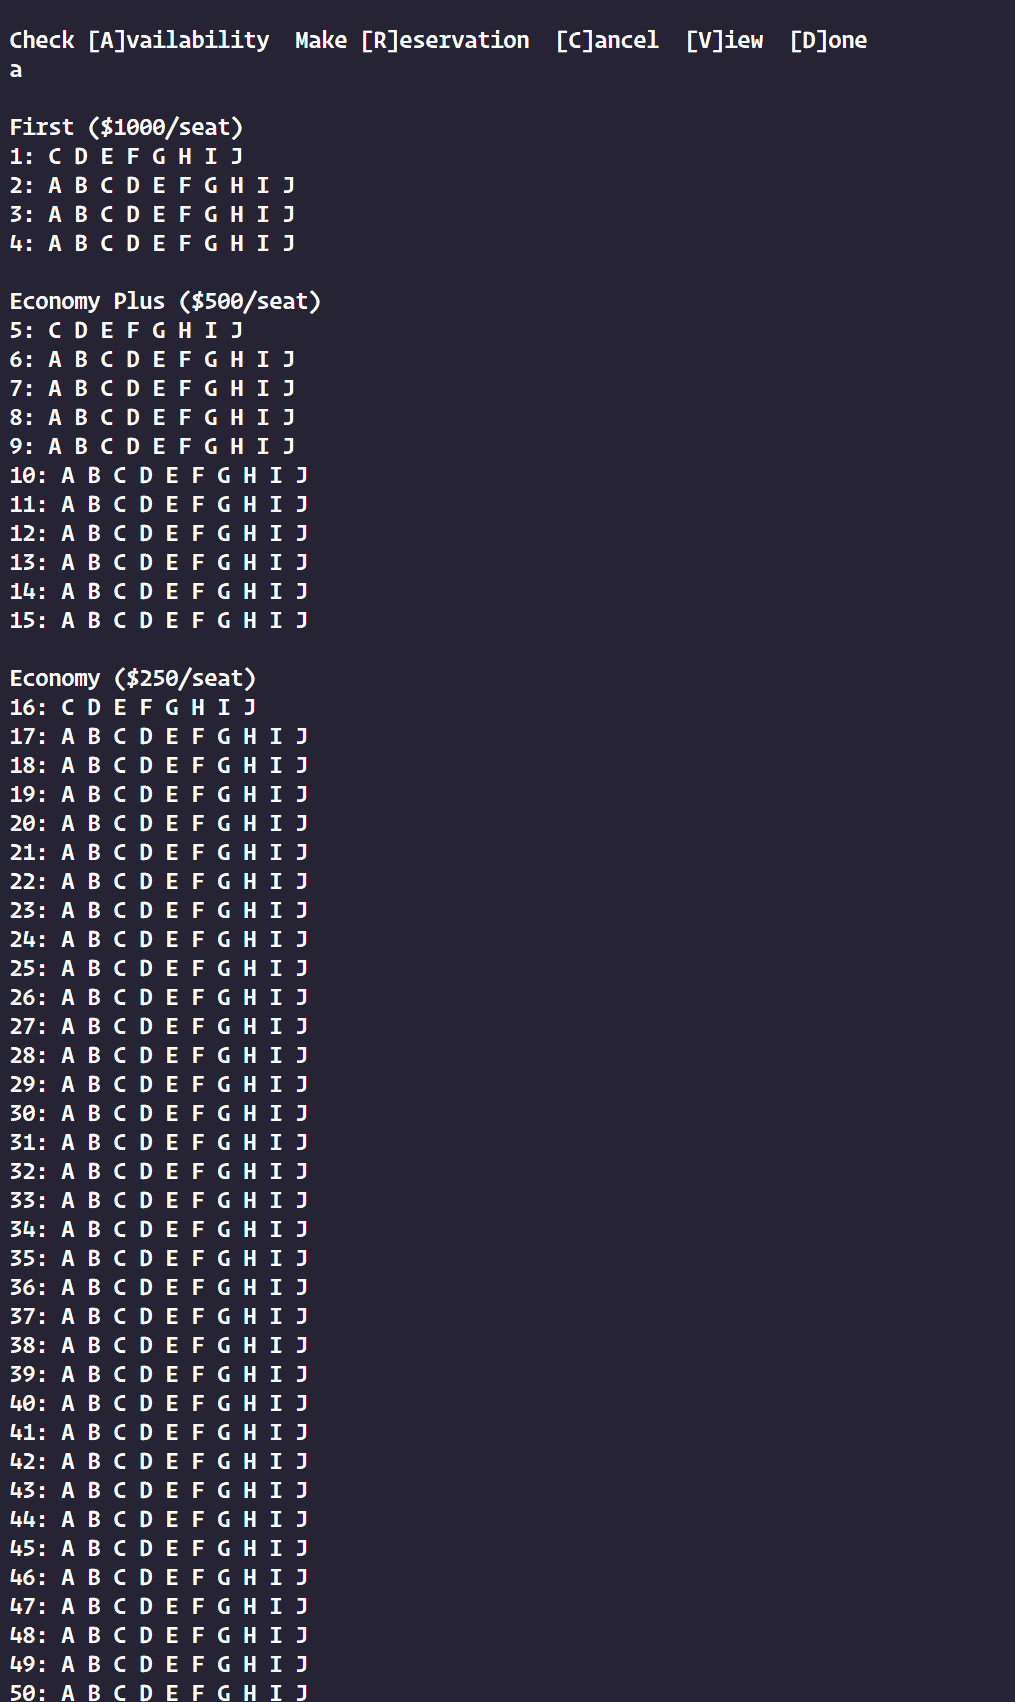 Check [A]vailability  Make [R]eservation  [C]ancel  [V]iew  [D]one
a
First ($1000/seat)
1: C D E F G H I J
2: A B C D E F G H I J
3: A B C D E F G H I J
4: A B C D E F G H I J
Economy Plus ($500/seat)
5: C D E F G H I J
6: A B C D E F G H I J
7: A B C D E F G H I J
8: A B C D E F G H I J
9: A B C D E F G H I J
10: A B C D E F G H I J
11: A B C D E F G H I J
12: A B C D E F G H I J
13: A B C D E F G H I J
14: A B C D E F G H I J
15: A B C D E F G H I J
Economy ($250/seat)
16: C D E F G H I J
17: A B C D E F G H I J
18: A B C D E F G H I J
19: A B C D E F G H I J
20: A B C D E F G H I J
21: A B C D E F G H I J
22: A B C D E F G H I J
23: A B C D E F G H I J
24: A B C D E F G H I J
25: A B C D E F G H I J
26: A B C D E F G H I J
27: A B C D E F G H I J
28: A B C D E F G H I J
29: A B C D E F G H I J
30: A B C D E F G H I J
31: A B C D E F G H I J
32: A B C D E F G H I J
33: A B C D E F G H I J
34: A B C D E F G H I J
35: A B C D E F G H I J
36: A B C D E F G H I J
37: A B C D E F G H I J
38: A B C D E F G H I J
39: A B C D E F G H I J
40: A B C D E F G H I J
41: A B C D E F G H I J
42: A B C D E F G H I J
43: A B C D E F G H I J
44: A B C D E F G H I J
45: A B C D E F G H I J
46: A B C D E F G H I J
47: A B C D E F G H I J
48: A B C D E F G H I J
49: A B C D E F G H I J
50: A B C D E F G H I J